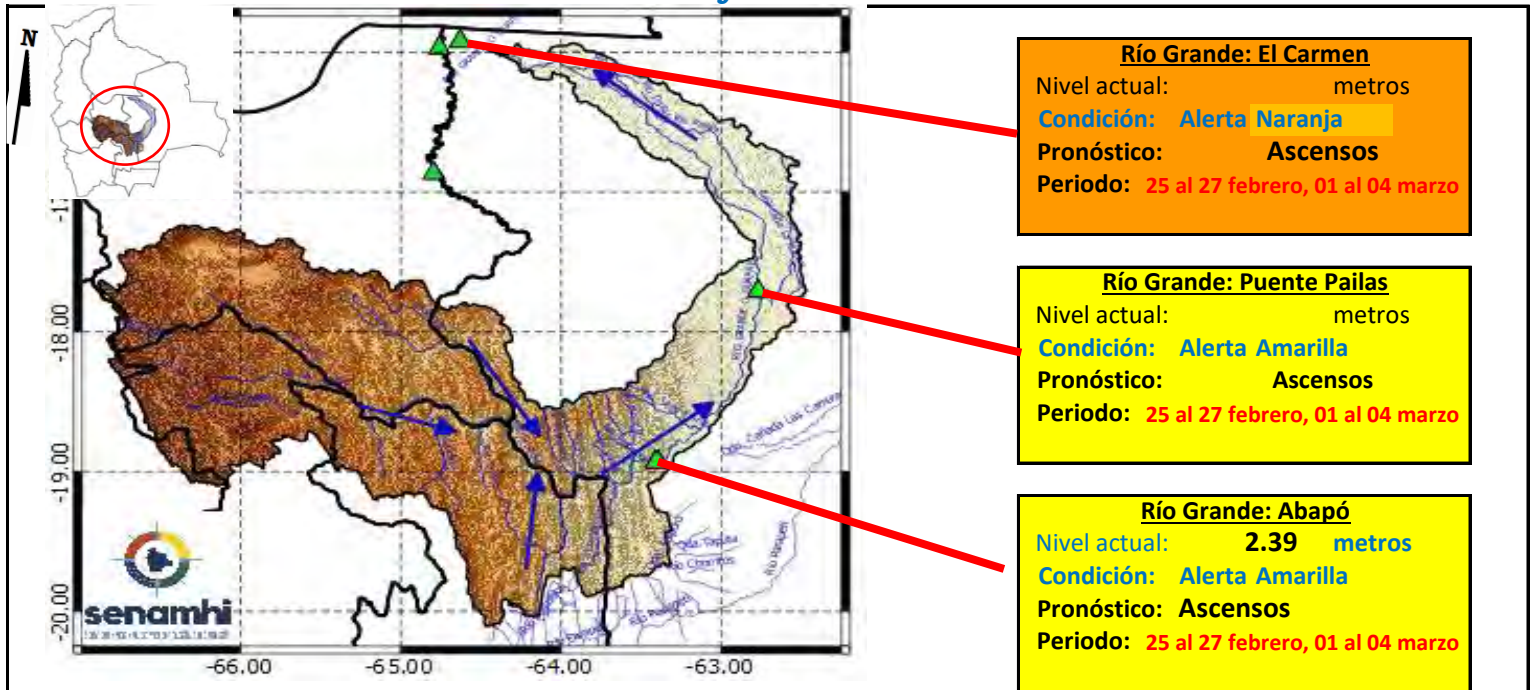 N
Río Grande: El Carmen
Nivel actual: metros
Condición: Alerta Naranja
Pronóstico: Ascensos
Periodo: 25 al 27 febrero, 01 al 04 marzo
Río Grande: Puente Pailas
Nivel actual: metros
Condición: Alerta Amarilla
Pronóstico: Ascensos
Periodo: 25 al 27 febrero, 01 al 04 marzo
Río Grande: Abapó
Nivel actual: 2.39 metros
Condición: Alerta Amarilla
Pronóstico: Ascensos
Periodo: 25 al 27 febrero, 01 al 04 marzo
-18.00
-19.00
-20.00
-66.00
-65.00
-64.00
-63.00
senamhi